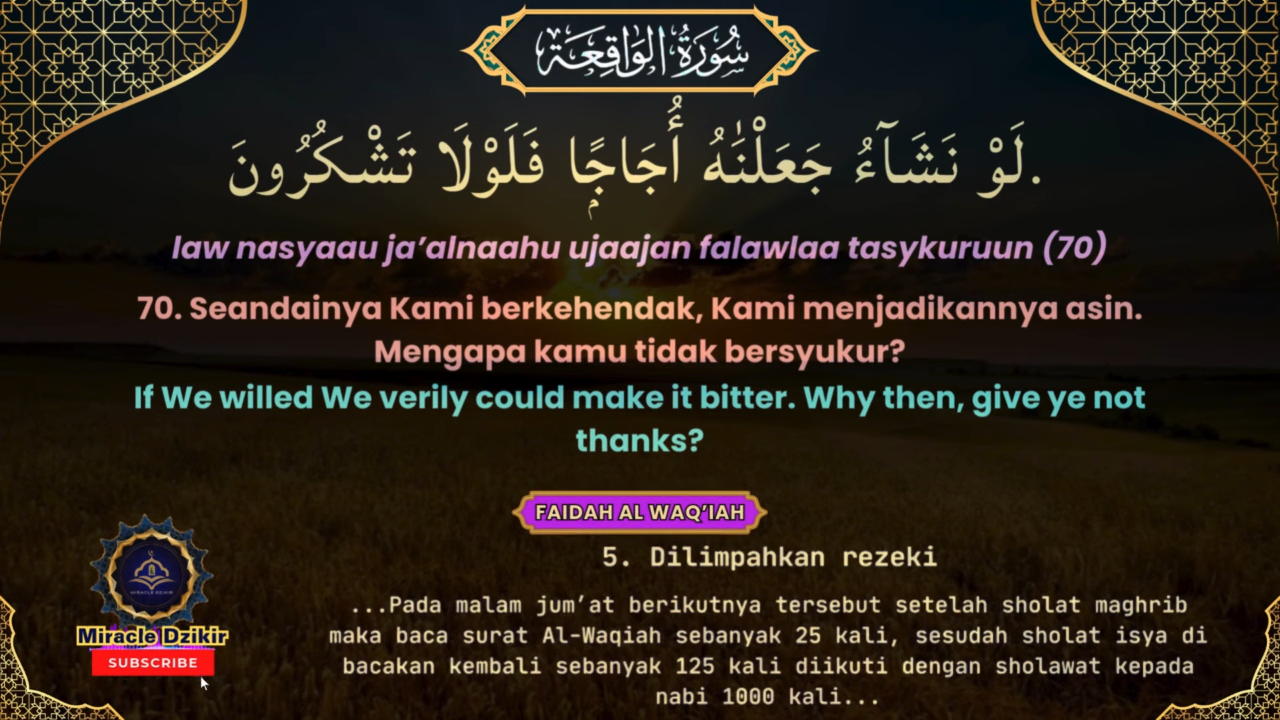 سُورَةُ الوَاقِعَة
لَوْ نَشَآءُ جَعَلْنٰهُ أُجَاجًاۭ فَلَوْلَا تَشْكُرُونَ.
law nasyaau ja’alnaahu ujaajan falawlaa tasykuruun (70)
70. Seandainya Kami berkehendak, Kami menjadikannya asin.
Mengapa kamu tidak bersyukur?
If We willed We verily could make it bitter. Why then, give ye not
thanks?
FAIDAH AL WAQ’IAH
5. Dilimpahkan rezeki
...Pada malam jum’at berikutnya tersebut setelah sholat maghrib
maka baca surat Al-Waqiah sebanyak 25 kali, sesudah sholat isya di
bacakan kembali sebanyak 125 kali diikuti dengan sholawat kepada
nabi 1000 kali...
MIRACLE DZIKIR
Miracle Dzikir
SUBSCRIBE